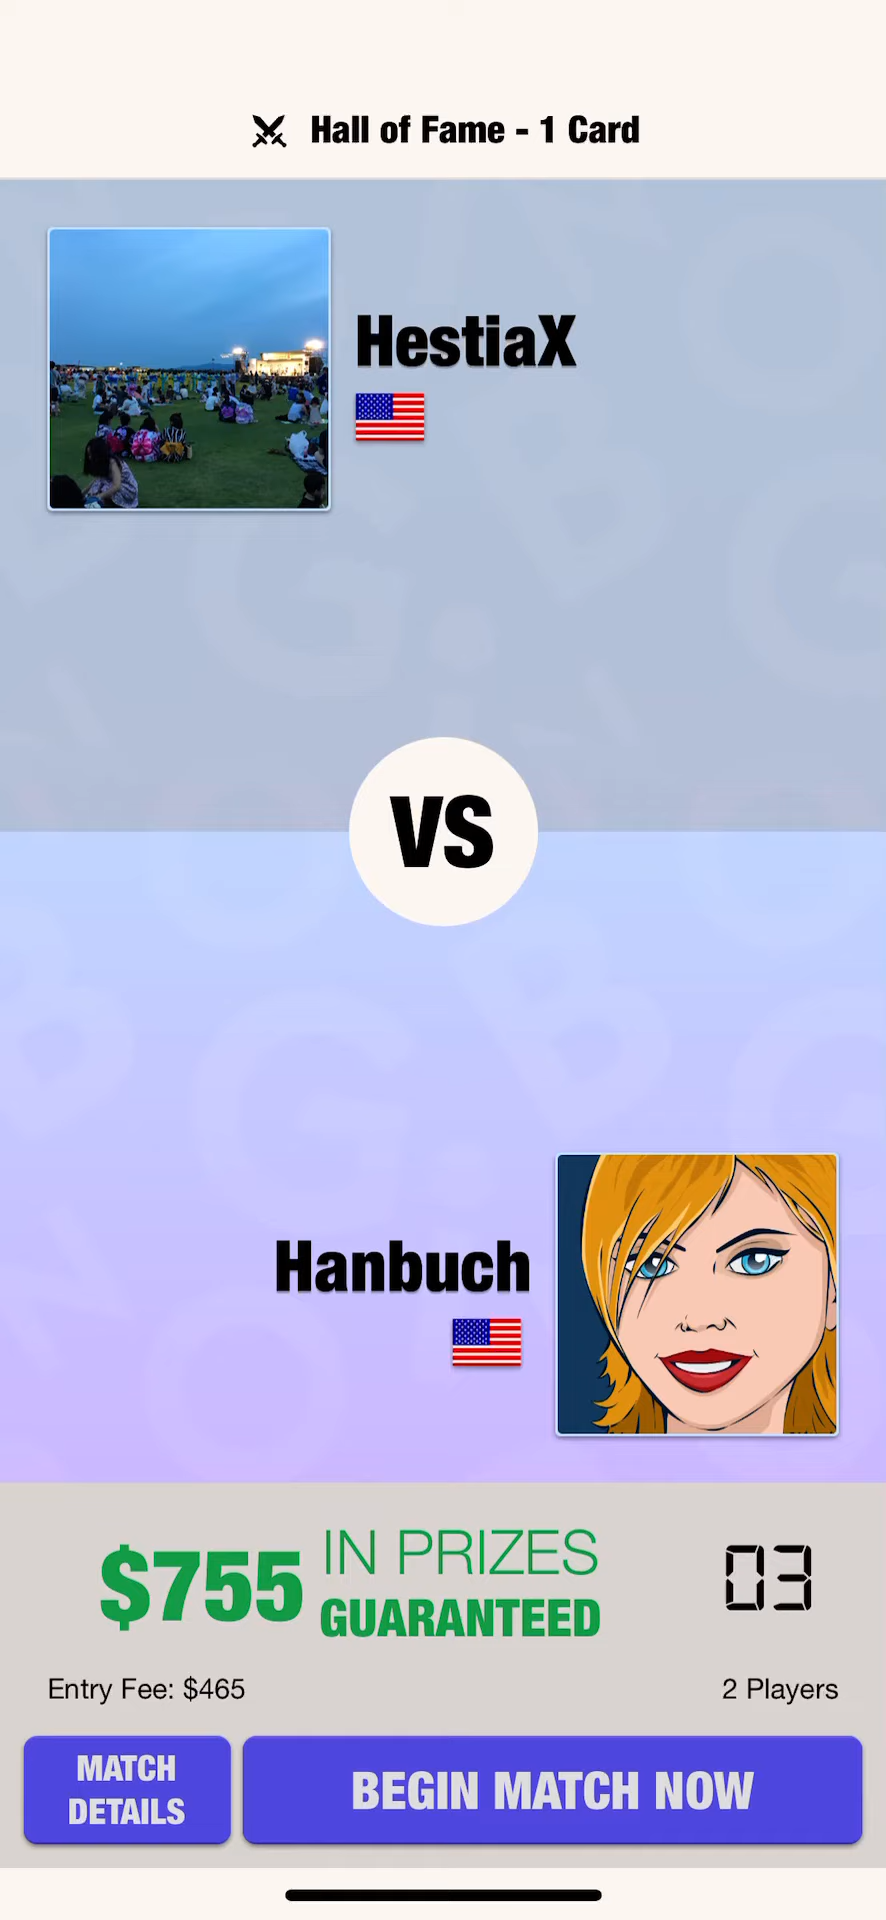 Hall of Fame - 1 Card
HestiaX
VS
Hanbuch
$755 IN PRIZES
GUARANTEED
03
Entry Fee: $465
2 Players
MATCH
DETAILS
BEGIN MATCH NOW